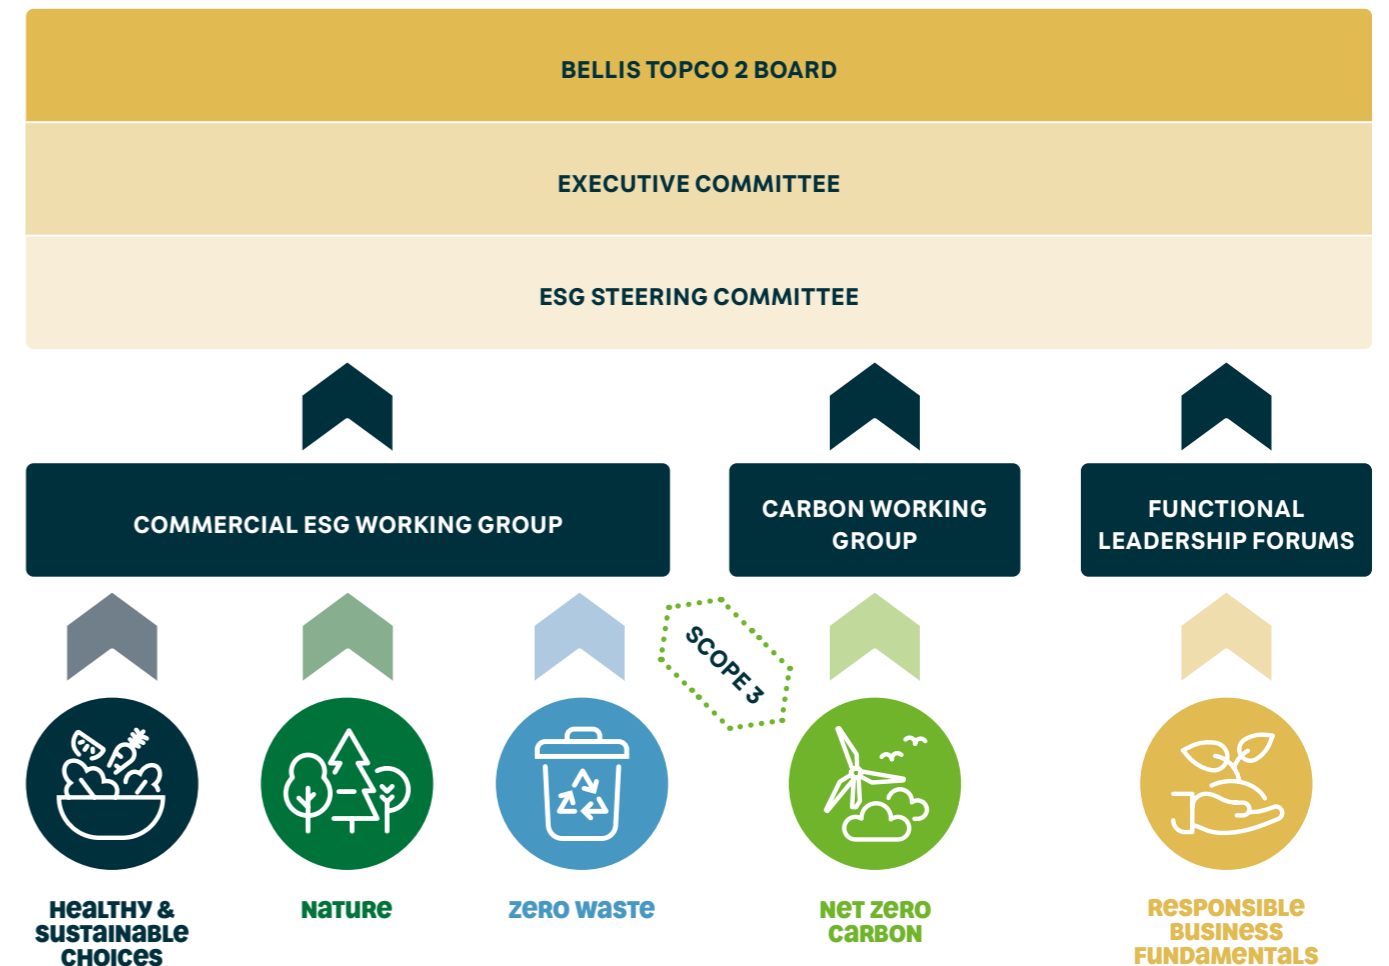 BELLIS TOPCO 2 BOARD
EXECUTIVE COMMITTEE
ESG STEERING COMMITTEE
COMMERCIAL ESG WORKING GROUP
CARBON WORKING
GROUP
FUNCTIONAL
LEADERSHIP FORUMS
SCOPE 3
HEALTHY &
SUSTAINABLE
CHOICES
NATURE
ZERO WASTE
NET ZERO
CARBON
RESPONSIBLE
BUSINESS
FUNDAMENTALS